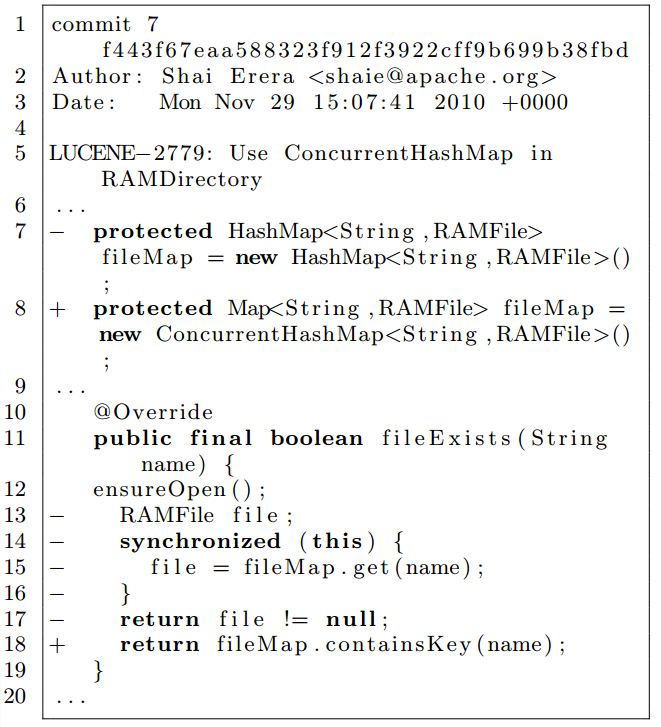 1 commit 7
f443f67eaa588323f912f3922cff9b699b38fbd
2 Author: Shai Erera <shaie@apache.org>
3 Date:   Mon Nov 29 15:07:41 2010 +0000
4
5 LUCENE−2779: Use ConcurrentHashMap in
RAMDirectory
6 ...
7 −  protected HashMap<String,RAMFile>
fileMap = new HashMap<String,RAMFile>()
;
8 +  protected Map<String,RAMFile> fileMap =
new ConcurrentHashMap<String,RAMFile>()
;
9 ...
10    @Override
11    public final boolean fileExists(String
name) {
12    ensureOpen();
13 −    RAMFile file;
14 −    synchronized (this) {
15 −      file = fileMap.get(name);
16 −    }
17 −    return file != null;
18 +    return fileMap.containsKey(name);
19    }
20 ...